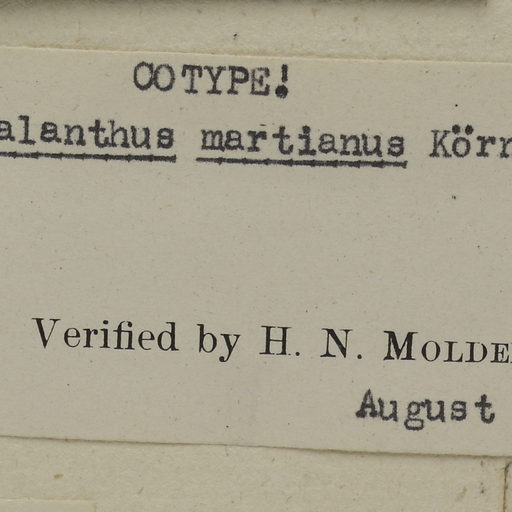 COTYPE!
alanthus martianus Körn
Verified by H. N. MOLDE
August